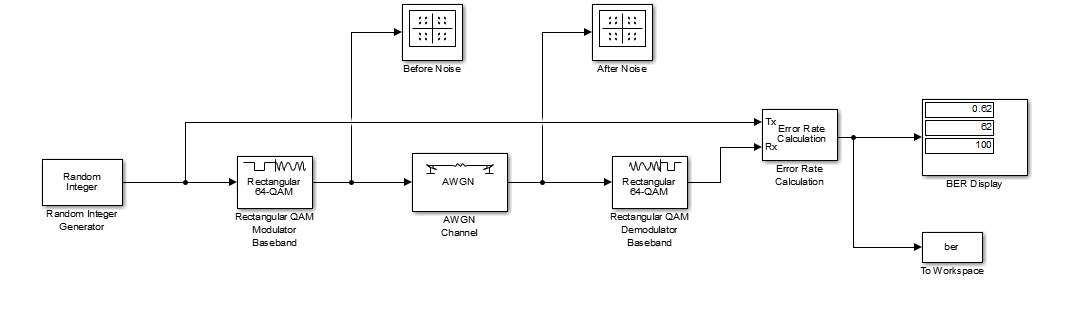 Before Noise
After Noise
Tx
Rx
Error Rate
Calculation
Error Rate
Calculation
0.62
62
100
BER Display
Random
Integer
Random Integer
Generator
Rectangular
64-QAM
Rectangular QAM
Modulator
Baseband
AWGN
AWGN
Channel
Rectangular
64-QAM
Rectangular QAM
Demodulator
Baseband
ber
To Workspace